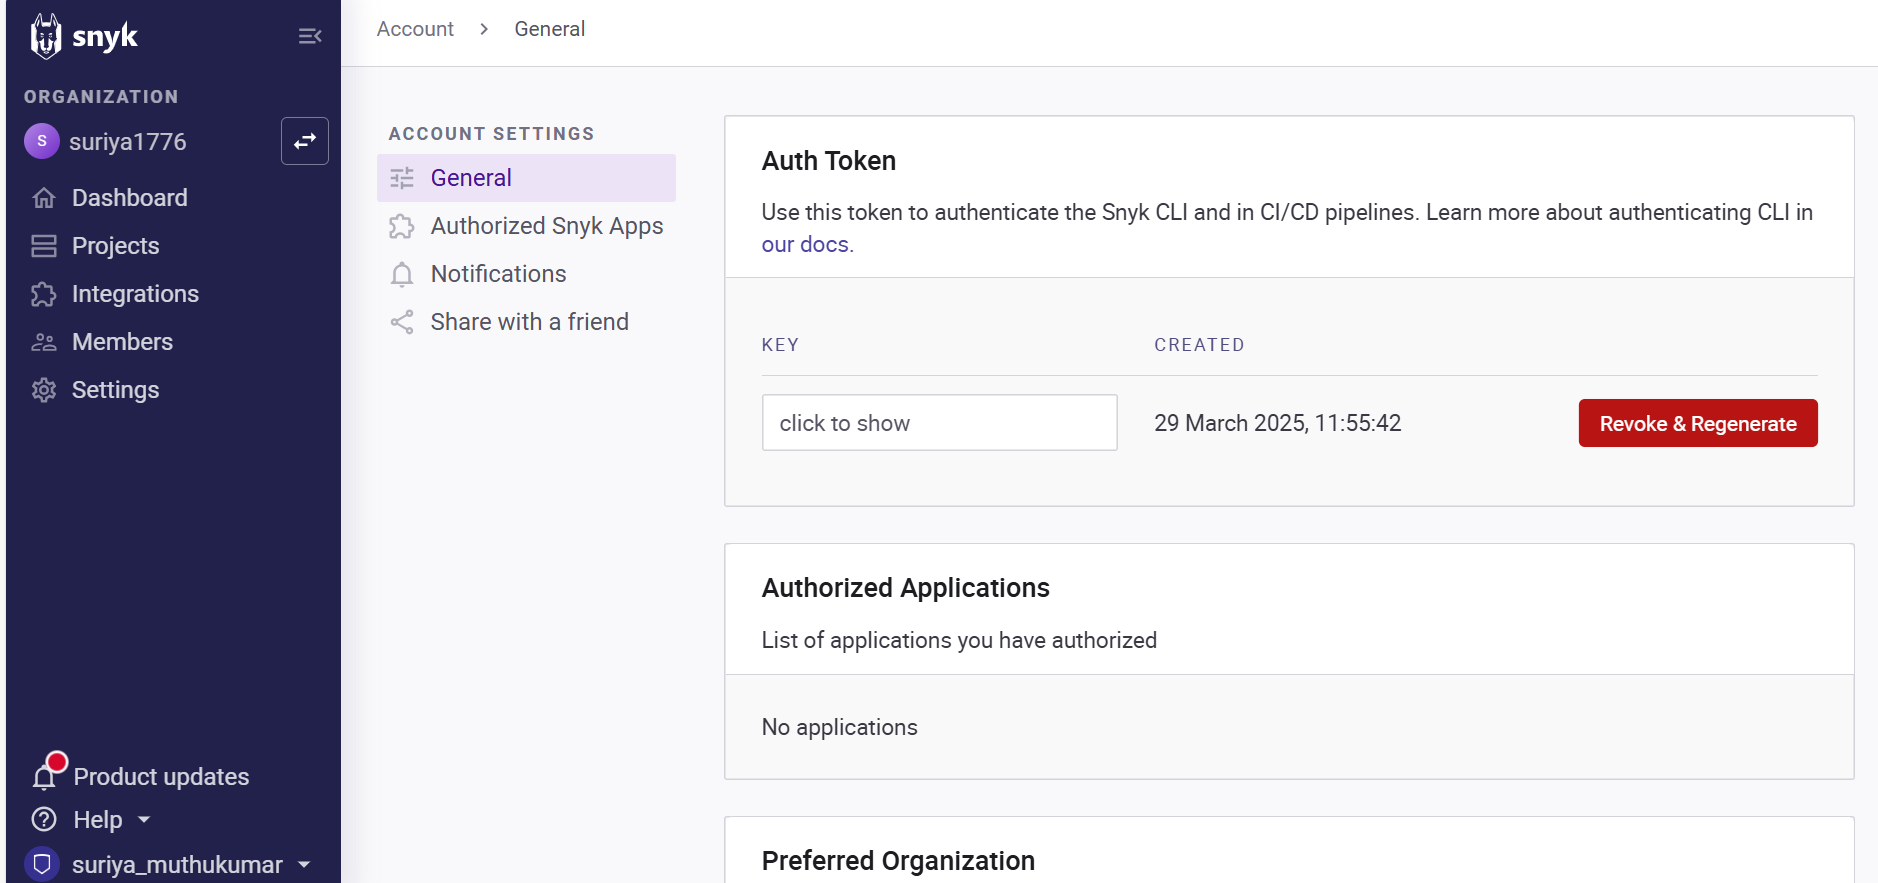 snyk
ORGANIZATION
S
suriya1776
Dashboard
Projects
Integrations
Members
Settings
Product updates
Help
suriya_muthukumar
Account > General
ACCOUNT SETTINGS
General
Authorized Snyk Apps
Notifications
Share with a friend
Auth Token
Use this token to authenticate the Snyk CLI and in CI/CD pipelines. Learn more about authenticating CLI in
our docs.
KEY CREATED
click to show 29 March 2025, 11:55:42 Revoke & Regenerate
Authorized Applications
List of applications you have authorized
No applications
Preferred Organization